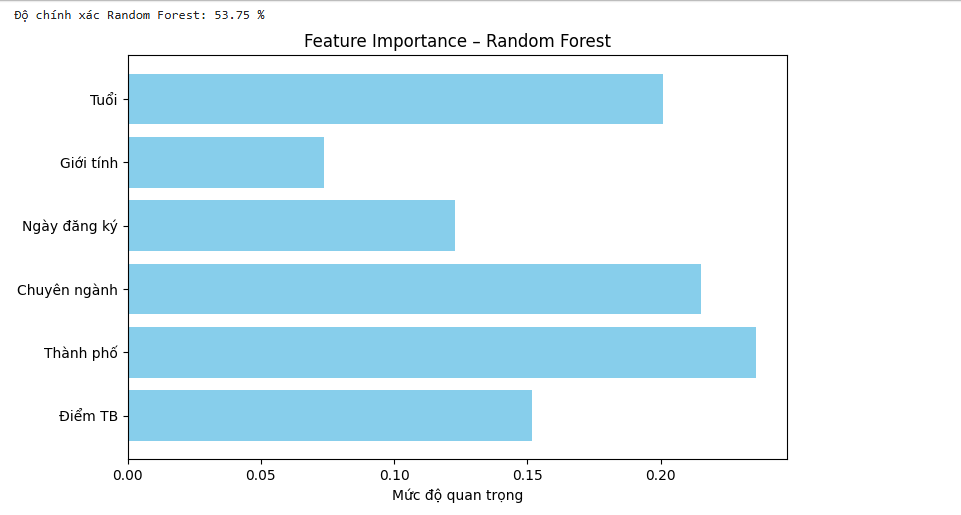 Độ chính xác Random Forest: 53.75 %
Feature Importance – Random Forest
Tuổi
Giới tính
Ngày đăng ký
Chuyên ngành
Thành phố
Điểm TB
0.00 0.05 0.10 0.15 0.20
Mức độ quan trọng